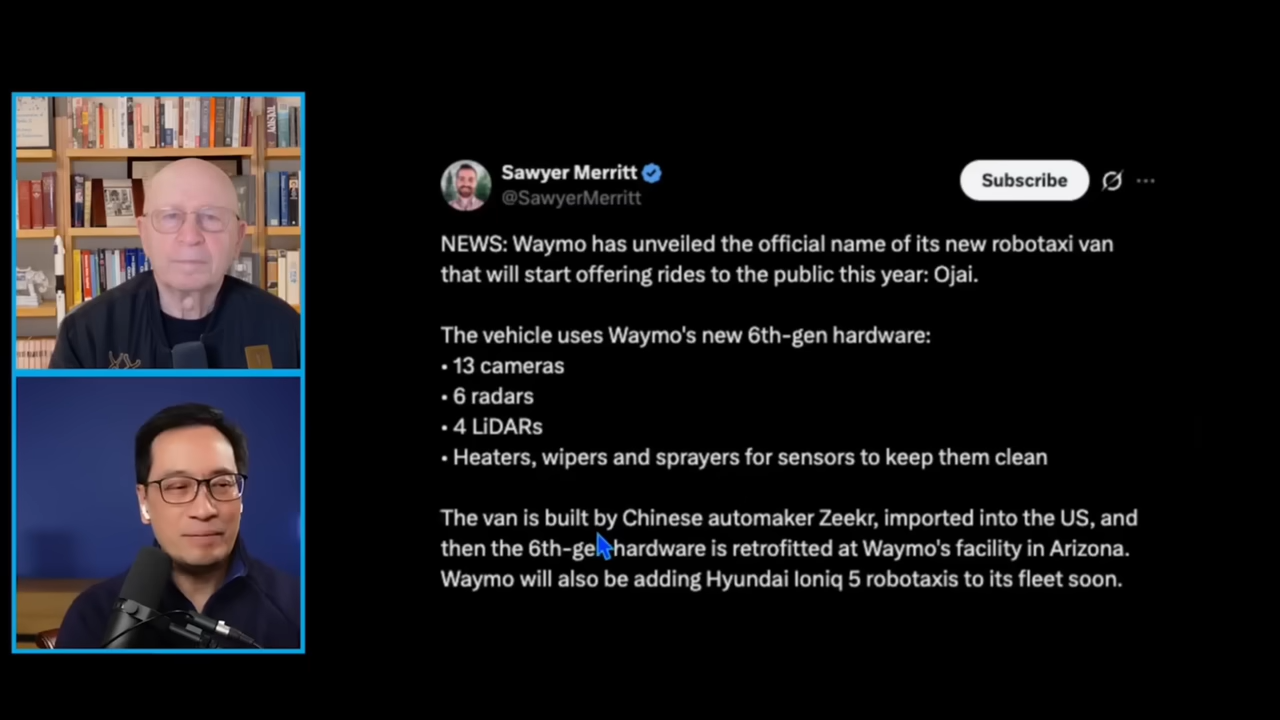 Sawyer Merritt
@SawyerMerritt
Subscribe
NEWS: Waymo has unveiled the official name of its new robotaxi van
that will start offering rides to the public this year: Ojai.
The vehicle uses Waymo's new 6th-gen hardware:
• 13 cameras
• 6 radars
• 4 LiDARs
• Heaters, wipers and sprayers for sensors to keep them clean
The van is built by Chinese automaker Zeekr, imported into the US, and
then the 6th-gen hardware is retrofitted at Waymo's facility in Arizona.
Waymo will also be adding Hyundai Ioniq 5 robotaxis to its fleet soon.